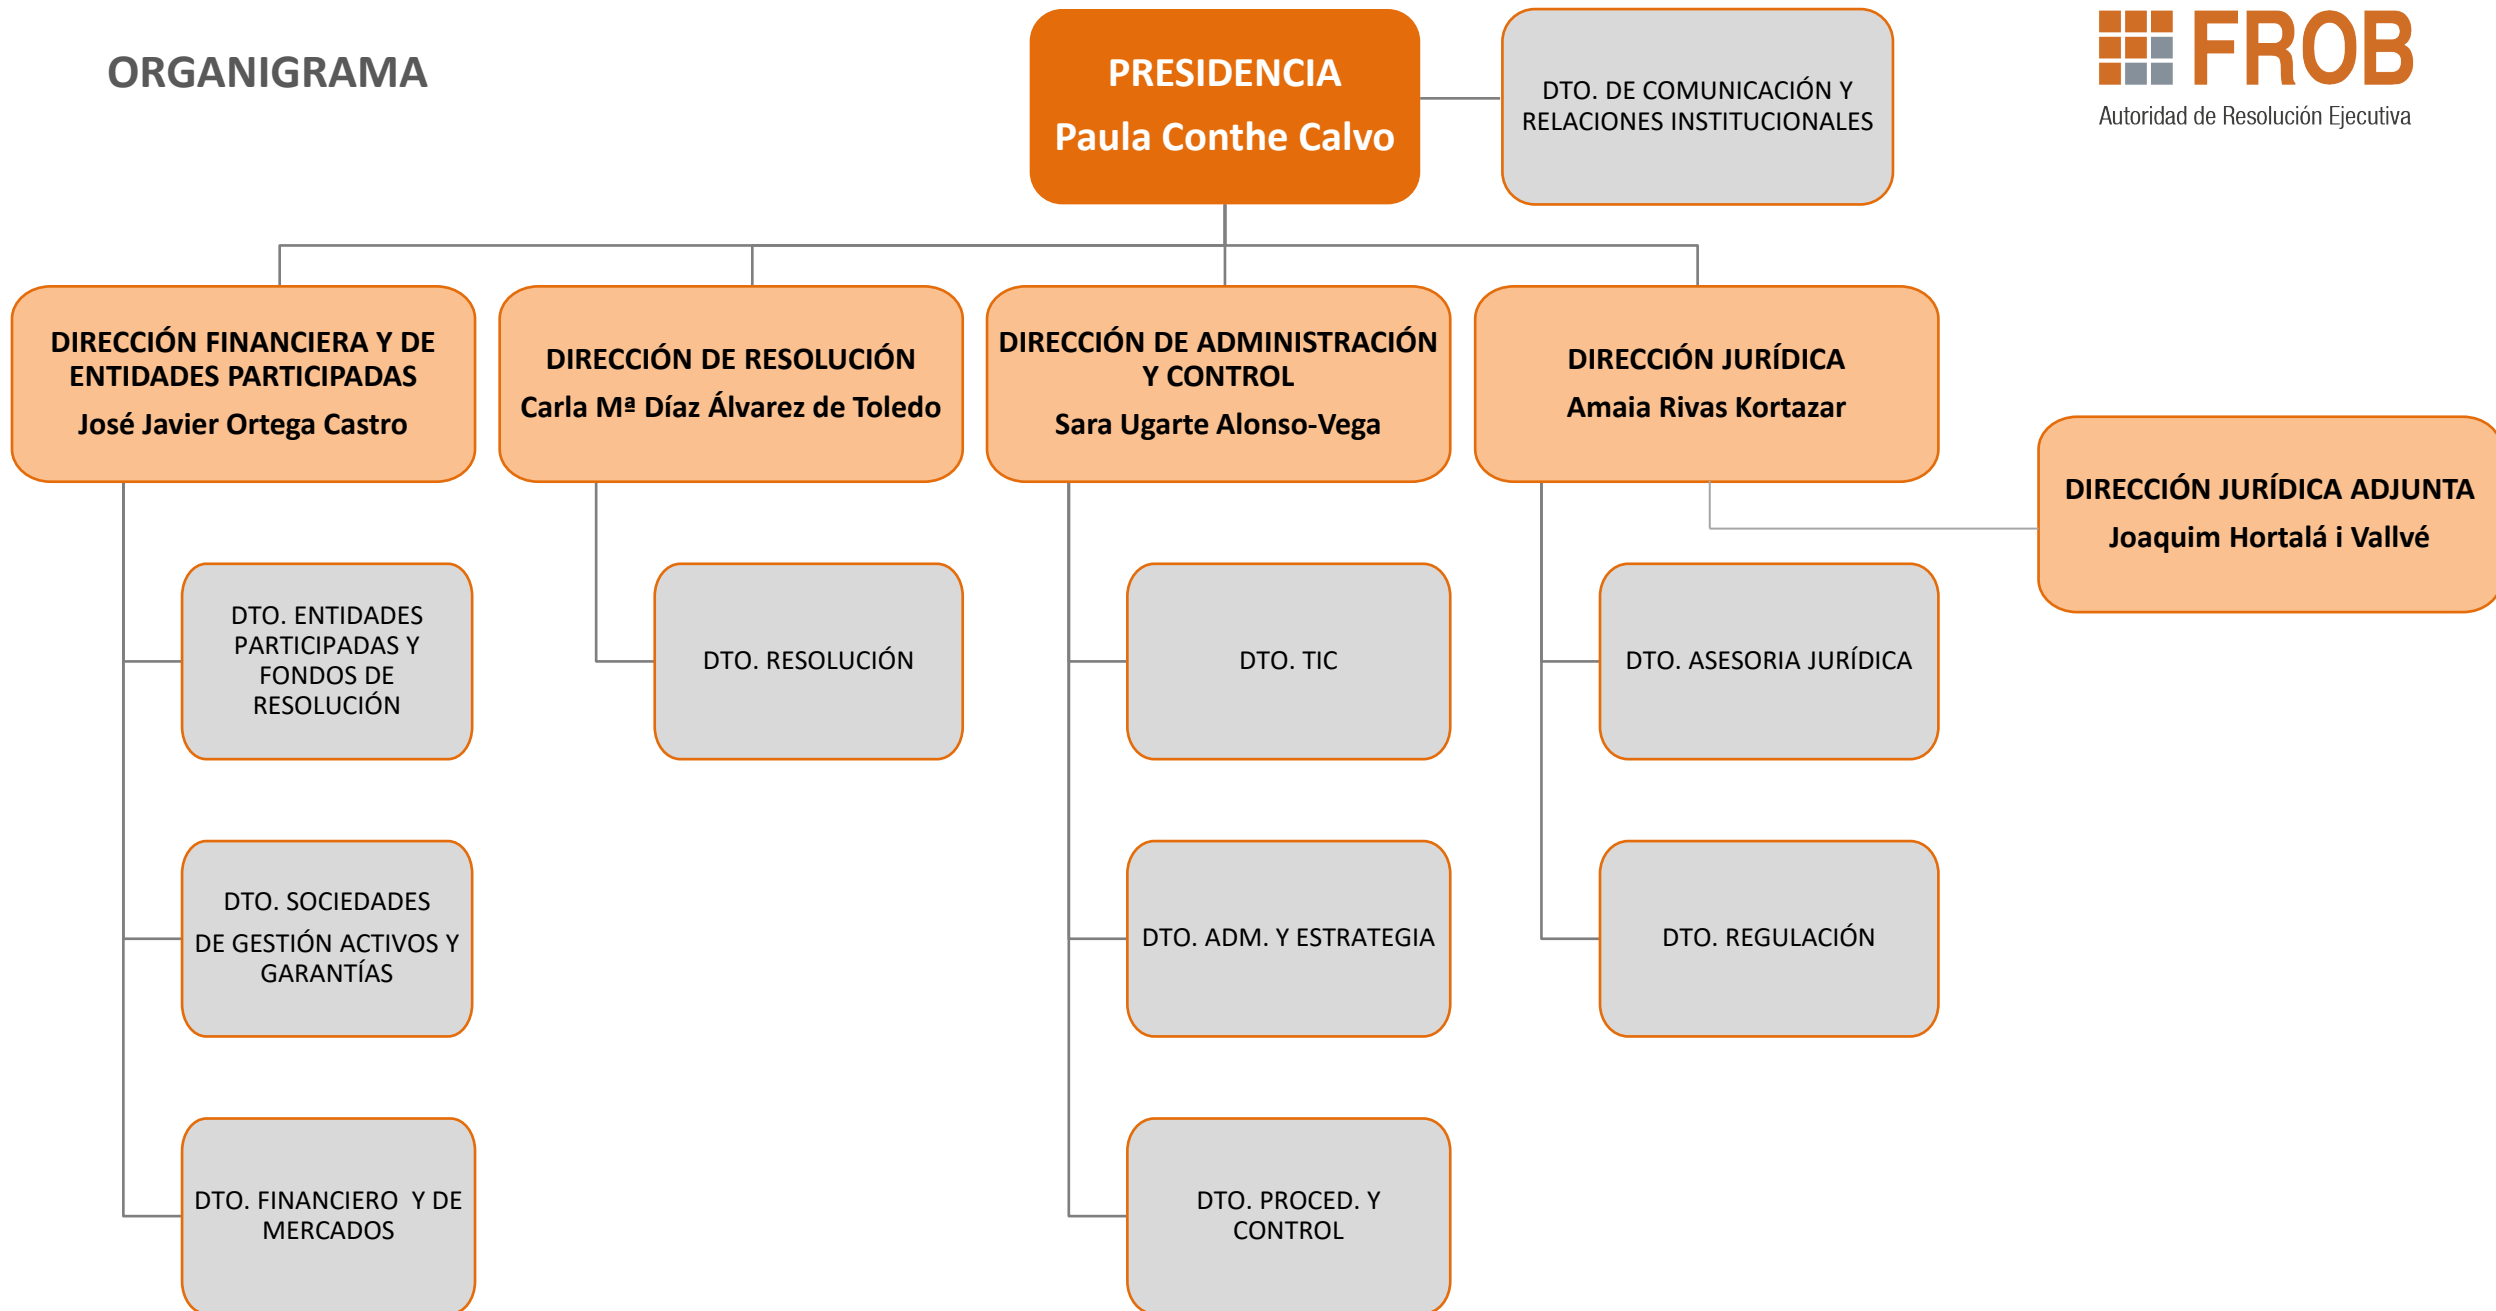 ORGANIGRAMA
PRESIDENCIA
Paula Conthe Calvo
DTO. DE COMUNICACIÓN Y
RELACIONES INSTITUCIONALES
FROB
Autoridad de Resolución Ejecutiva
DIRECCIÓN FINANCIERA Y DE
ENTIDADES PARTICIPADAS
José Javier Ortega Castro
DIRECCIÓN DE RESOLUCIÓN
Carla Mª Díaz Álvarez de Toledo
DIRECCIÓN DE ADMINISTRACIÓN
Y CONTROL
Sara Ugarte Alonso-Vega
DIRECCIÓN JURÍDICA
Amaia Rivas Kortazar
DIRECCIÓN JURÍDICA ADJUNTA
Joaquim Hortalá i Vallvé
DTO. ENTIDADES
PARTICIPADAS Y
FONDOS DE
RESOLUCIÓN
DTO. RESOLUCIÓN
DTO. TIC
DTO. ASESORIA JURÍDICA
DTO. SOCIEDADES
DE GESTIÓN ACTIVOS Y
GARANTÍAS
DTO. ADM. Y ESTRATEGIA
DTO. REGULACIÓN
DTO. FINANCIERO  Y DE
MERCADOS
DTO. PROCED. Y
CONTROL